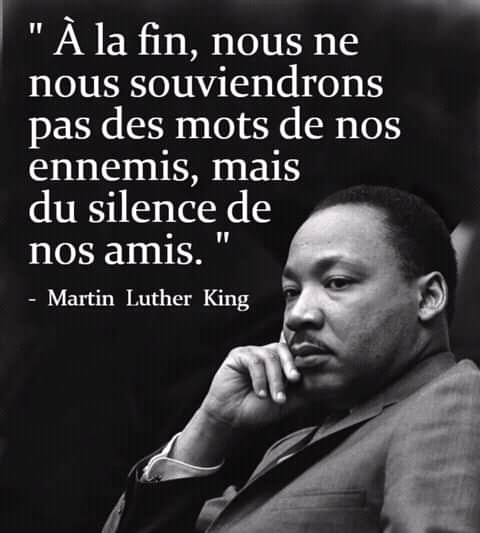 " À la fin, nous ne
nous souviendrons
pas des mots de nos
ennemis, mais
du silence de
nos amis. "
- Martin Luther King